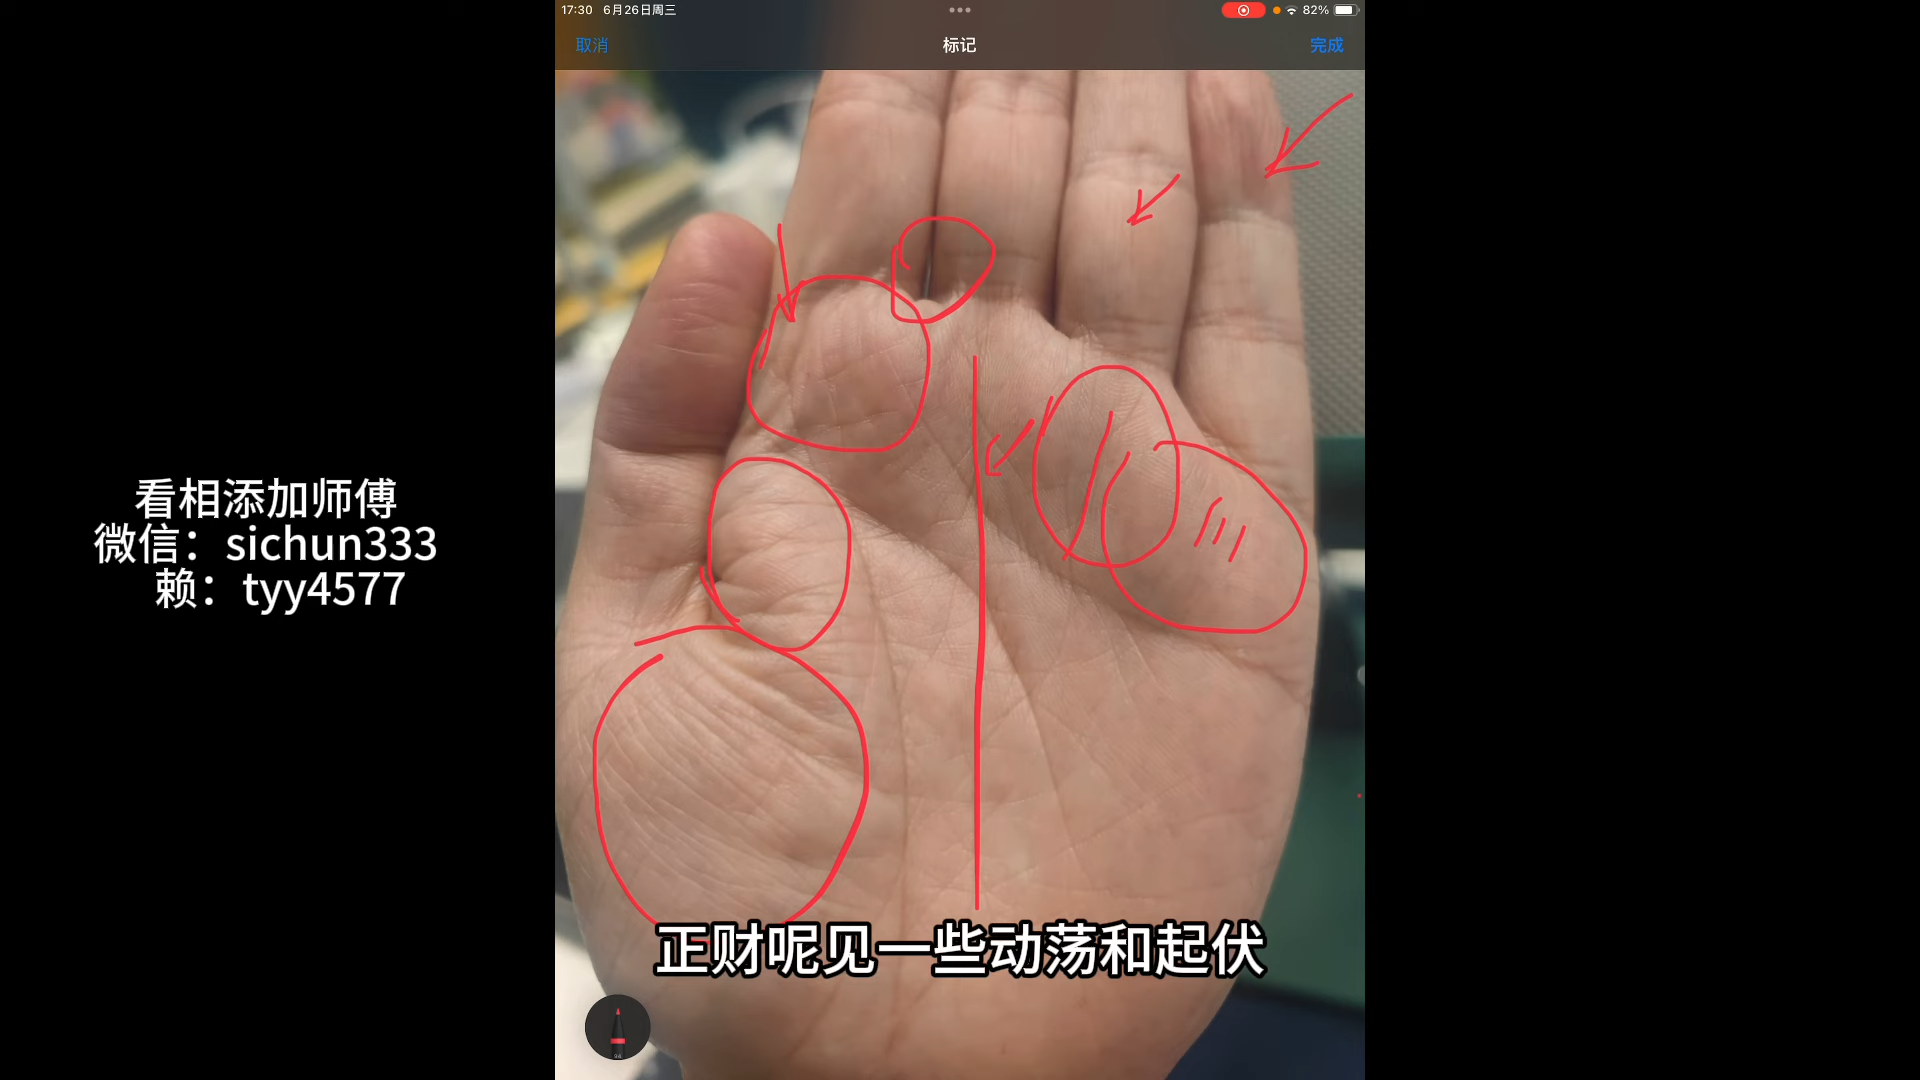 17:30 6月26日周三
82%
取消
标记
完成
看相添加师傅
微信：sichun333
赖：tyy4577
正财呢见一些动荡和起伏